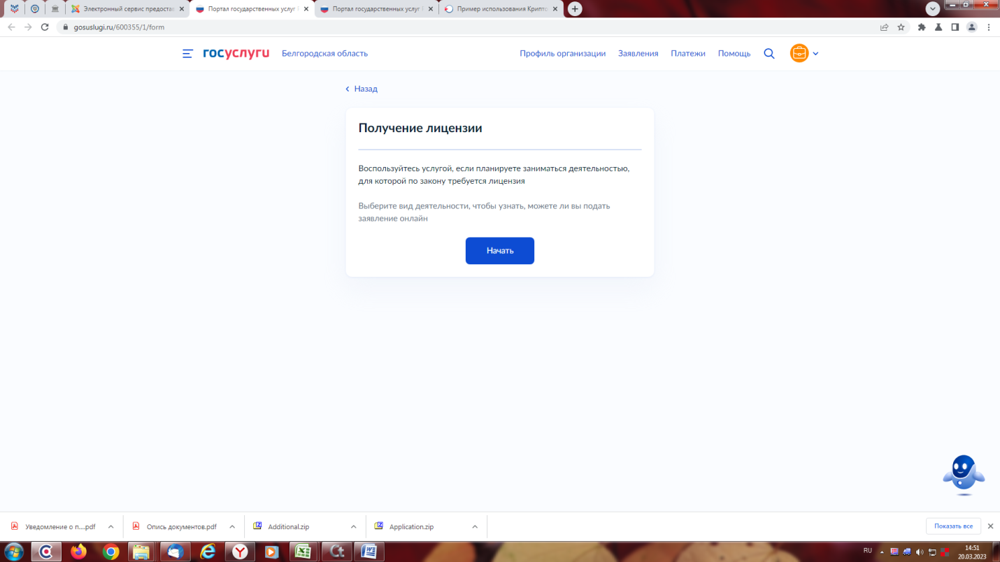 Электронный сервис предостав
Портал государственных услуг
Портал государственных услуг
Пример использования Крипто
gosuslugi.ru/600355/1/form
госуслуги
Белгородская область
Профиль организации
Заявления
Платежи
Помощь
Назад
Получение лицензии
Воспользуйтесь услугой, если планируете заниматься деятельностью,
для которой по закону требуется лицензия
Выберите вид деятельности, чтобы узнать, можете ли вы подать
заявление онлайн
Начать
Уведомление о п....pdf
Опись документов.pdf
Additional.zip
Application.zip
Показать все
RU
14:51
20.03.2023